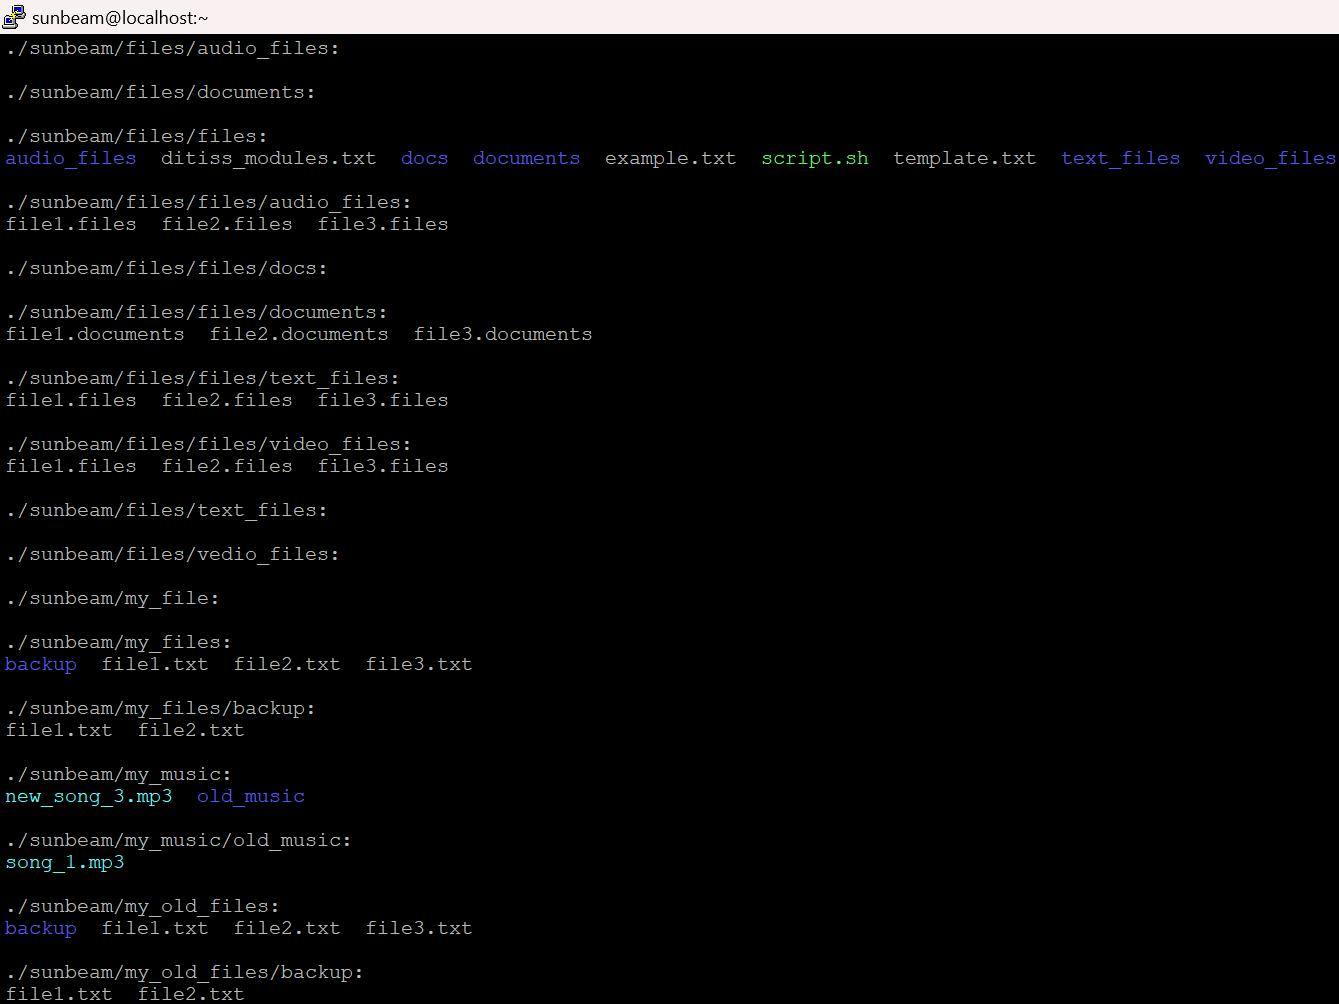 sunbeam@localhost:~
./sunbeam/files/audio_files:
./sunbeam/files/documents:
./sunbeam/files/files:
audio_files  ditiss_modules.txt  docs  documents  example.txt  script.sh  template.txt  text_files  video_files
./sunbeam/files/files/audio_files:
file1.files  file2.files  file3.files
./sunbeam/files/files/docs:
./sunbeam/files/files/documents:
file1.documents  file2.documents  file3.documents
./sunbeam/files/files/text_files:
file1.files  file2.files  file3.files
./sunbeam/files/files/video_files:
file1.files  file2.files  file3.files
./sunbeam/files/text_files:
./sunbeam/files/vedio_files:
./sunbeam/my_file:
./sunbeam/my_files:
backup  file1.txt  file2.txt  file3.txt
./sunbeam/my_files/backup:
file1.txt  file2.txt
./sunbeam/my_music:
new_song_3.mp3  old_music
./sunbeam/my_music/old_music:
song_1.mp3
./sunbeam/my_old_files:
backup  file1.txt  file2.txt  file3.txt
./sunbeam/my_old_files/backup:
file1.txt  file2.txt